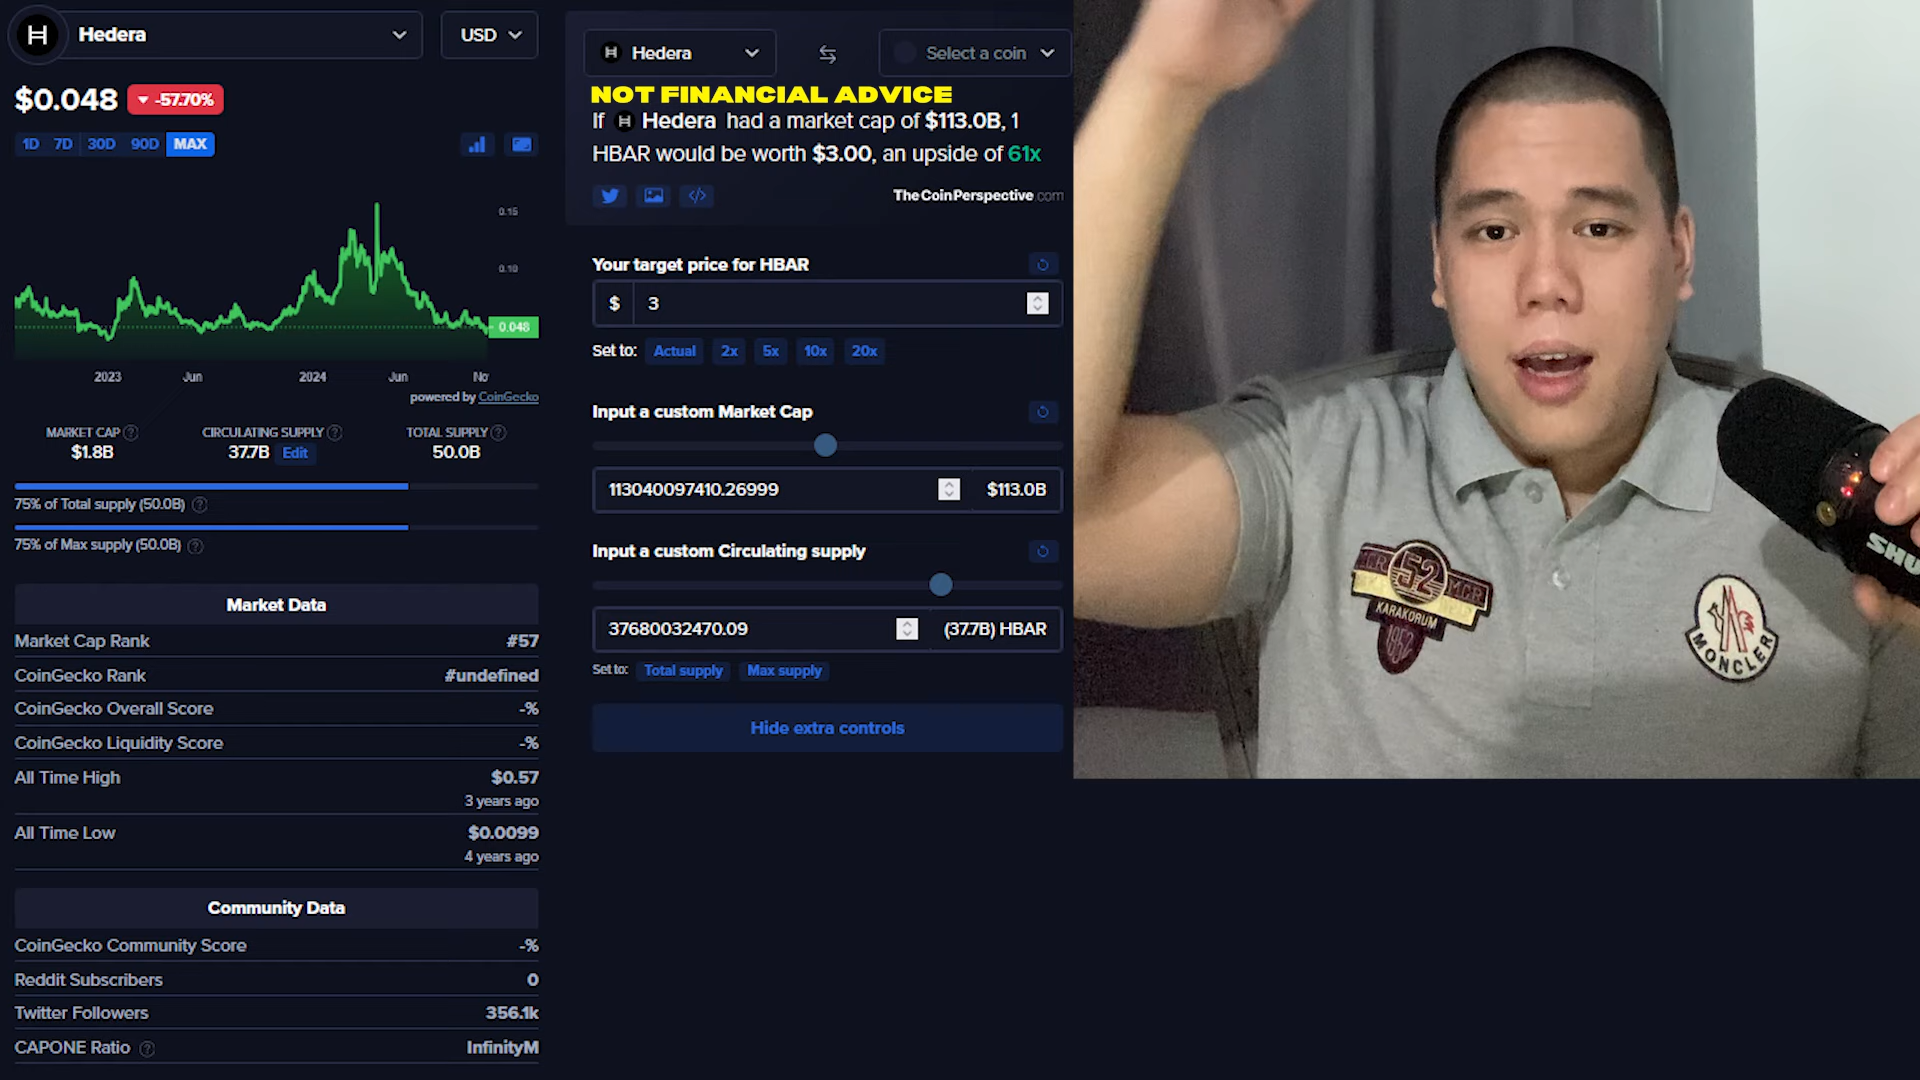 Hedera
USD
$0.048
-57.70%
1D 7D 30D 90D MAX
0.15
0.10
0.048
2023 Jun 2024 Jun No
powered by CoinGecko
MARKET CAP CIRCULATING SUPPLY TOTAL SUPPLY
$1.8B 37.7B Edit 50.0B
75% of Total supply (50.0B)
75% of Max supply (50.0B)
Market Data
Market Cap Rank #57
CoinGecko Rank #undefined
CoinGecko Overall Score -%
CoinGecko Liquidity Score -%
All Time High $0.57
3 years ago
All Time Low $0.0099
4 years ago
Community Data
CoinGecko Community Score -%
Reddit Subscribers 0
Twitter Followers 356.1k
CAPONE Ratio InfinityM
Hedera Select a coin
NOT FINANCIAL ADVICE
If Hedera had a market cap of $113.0B, 1
HBAR would be worth $3.00, an upside of 61x
TheCoinPerspective.com
Your target price for HBAR
$ 3
Set to: Actual 2x 5x 10x 20x
Input a custom Market Cap
113040097410.26999 $113.0B
Input a custom Circulating supply
37680032470.09 (37.7B) HBAR
Set to: Total supply Max supply
Hide extra controls
52
KARAKORUM
1952
MONCLER
SHU